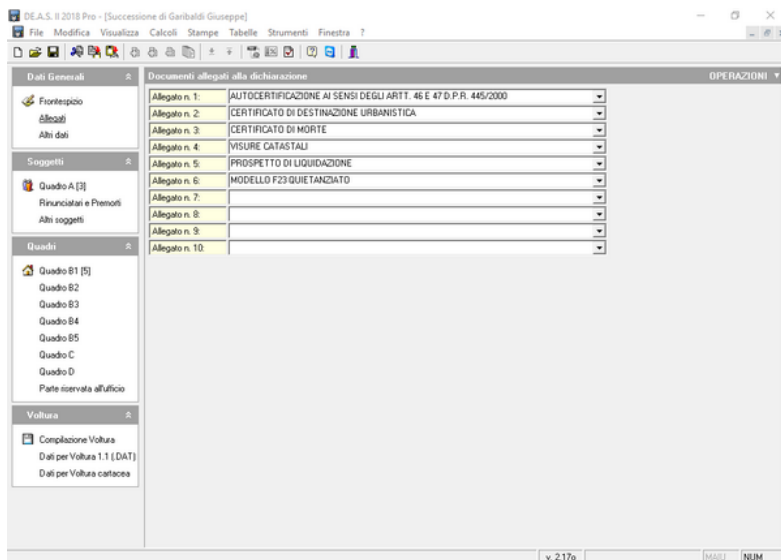 DE.A.S. II 2018 Pro - [Successione di Garibaldi Giuseppe]
File Modifica Visualizza Calcoli Stampe Tabelle Strumenti Finestra ?
Dati Generali
Frontespizio
Allegati
Altri dati
Soggetti
Quadro A [3]
Rinunciatari e Premorti
Altri soggetti
Quadri
Quadro B1 [5]
Quadro B2
Quadro B3
Quadro B4
Quadro B5
Quadro C
Quadro D
Parte riservata all'ufficio
Voltura
Compilazione Voltura
Dati per Voltura 1.1 (.DAT)
Dati per Voltura cartacea
Documenti allegati alla dichiarazione OPERAZIONI
Allegato n. 1: AUTOCERTIFICAZIONE AI SENSI DEGLI ARTT. 46 E 47 D.P.R. 445/2000
Allegato n. 2: CERTIFICATO DI DESTINAZIONE URBANISTICA
Allegato n. 3: CERTIFICATO DI MORTE
Allegato n. 4: VISURE CATASTALI
Allegato n. 5: PROSPETTO DI LIQUIDAZIONE
Allegato n. 6: MODELLO F23 QUIETANZIATO
Allegato n. 7:
Allegato n. 8:
Allegato n. 9:
Allegato n. 10:
v. 2.17o MAIU NUM